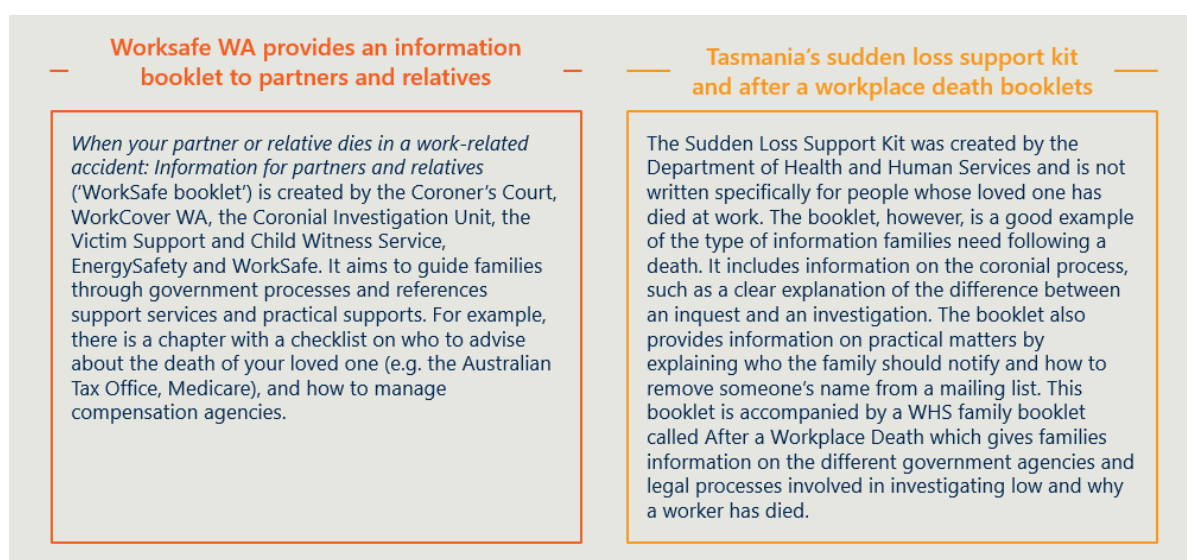 Worksafe WA provides an information
booklet to partners and relatives
When your partner or relative dies in a work-related
accident: Information for partners and relatives
(‘WorkSafe booklet’) is created by the Coroner’s Court,
WorkCover WA, the Coronial Investigation Unit, the
Victim Support and Child Witness Service,
EnergySafety and WorkSafe. It aims to guide families
through government processes and references
support services and practical supports. For example,
there is a chapter with a checklist on who to advise
about the death of your loved one (e.g. the Australian
Tax Office, Medicare), and how to manage
compensation agencies.
Tasmania’s sudden loss support kit
and after a workplace death booklets
The Sudden Loss Support Kit was created by the
Department of Health and Human Services and is not
written specifically for people whose loved one has
died at work. The booklet, however, is a good example
of the type of information families need following a
death. It includes information on the coronial process,
such as a clear explanation of the difference between
an inquest and an investigation. The booklet also
provides information on practical matters by
explaining who the family should notify and how to
remove someone’s name from a mailing list. This
booklet is accompanied by a WHS family booklet
called After a Workplace Death which gives families
information on the different government agencies and
legal processes involved in investigating low and why
a worker has died.